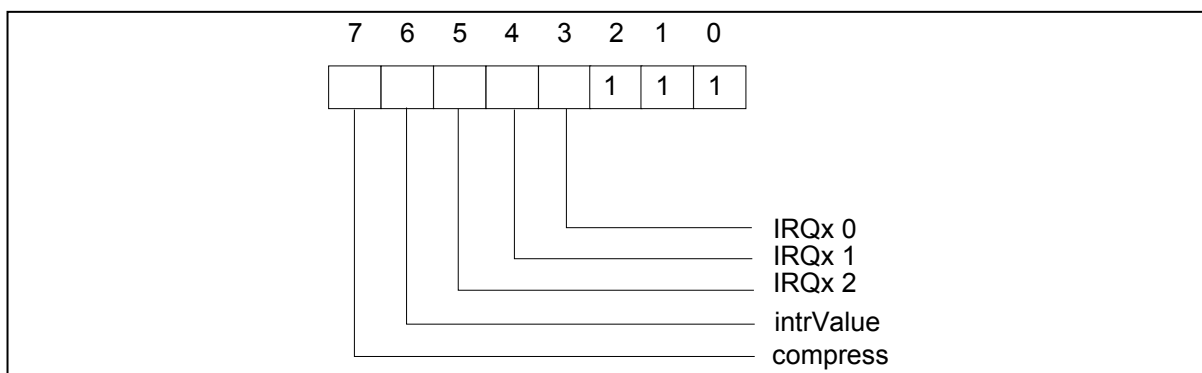 7 6 5 4 3 2 1 0
1 1 1
IRQx 0
IRQx 1
IRQx 2
intrValue
compress